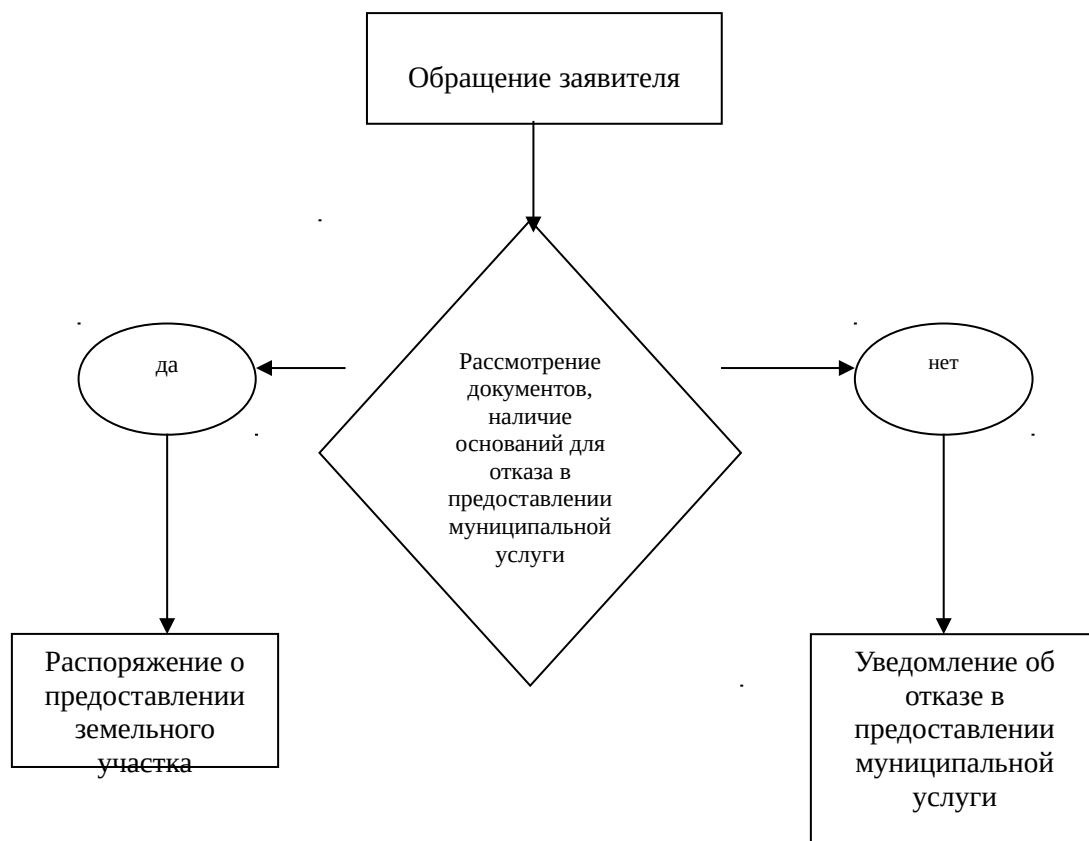 Обращение заявителя
да
Рассмотрение
документов,
наличие
оснований для
отказа в
предоставлении
муниципальной
услуги
нет
Распоряжение о
предоставлении
земельного
участка
Уведомление об
отказе в
предоставлении
муниципальной
услуги